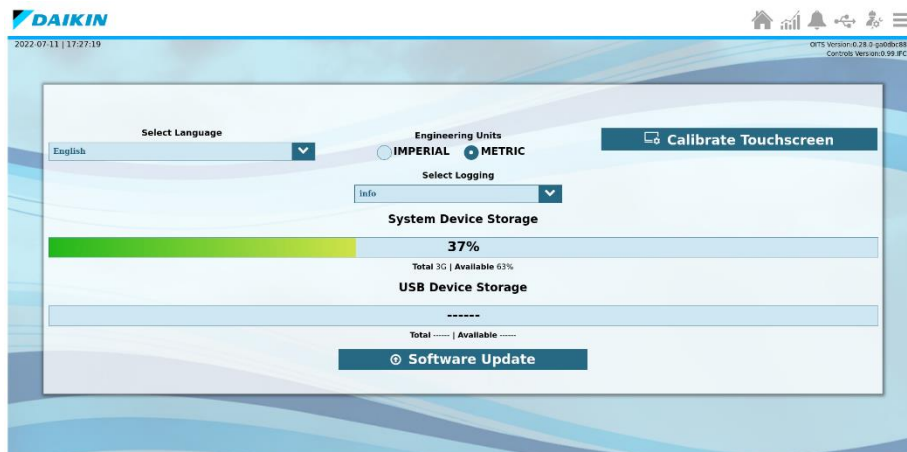 DAIKIN
2022-07-11 | 17:27:19
OITS Version:0.28.0-ga0dbc88
Controls Version:0.99.IFC
Select Language
English
Engineering Units
IMPERIAL METRIC
Calibrate Touchscreen
Select Logging
info
System Device Storage
37%
Total 3G | Available 63%
USB Device Storage
------
Total ------ | Available ------
Software Update